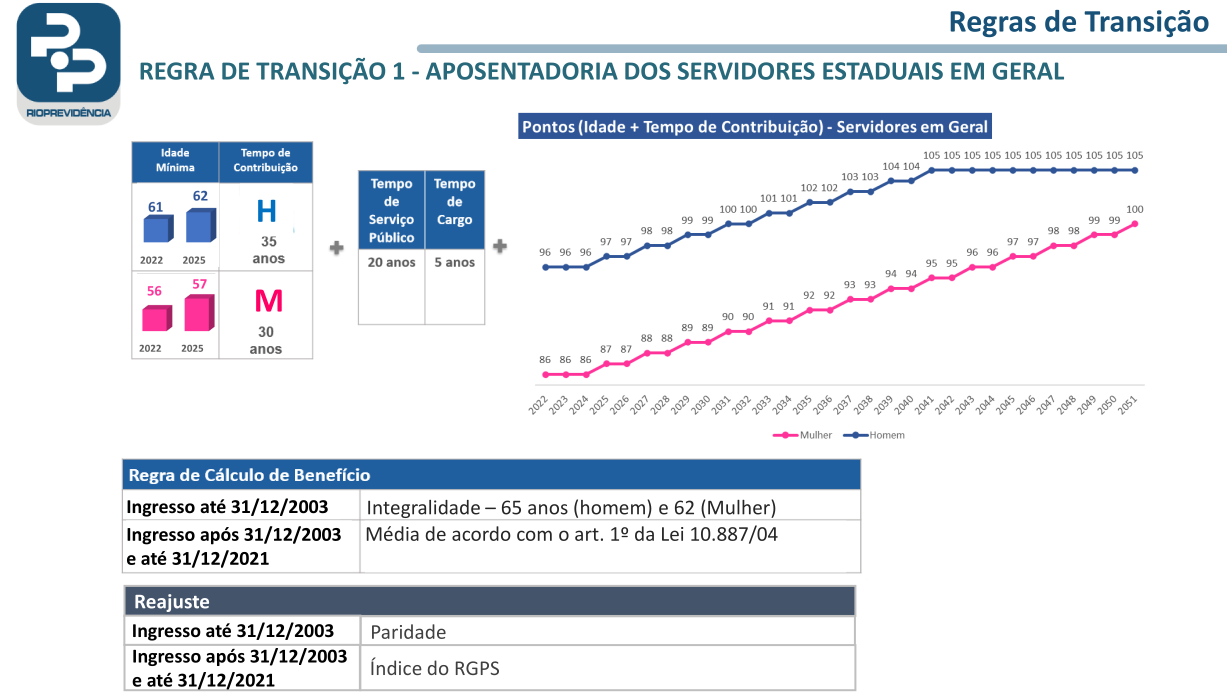 Regras de Transição
RIOPREVIDÊNCIA
REGRA DE TRANSIÇÃO 1 - APOSENTADORIA DOS SERVIDORES ESTADUAIS EM GERAL
Idade
Mínima
Tempo de
Contribuição
61
62
2022
2025
H
35
anos
56
57
2022
2025
M
30
anos
Tempo
de
Serviço
Público
Tempo
de
Cargo
20 anos
5 anos
Pontos (Idade + Tempo de Contribuição) - Servidores em Geral
96 96 96 97 97 98 98 99 99 100 100 101 101 102 102 103 103 104 104 105 105 105 105 105 105 105 105 105 105 105
86 86 86 87 87 88 88 89 89 90 90 91 91 92 92 93 93 94 94 95 95 96 96 97 97 98 98 99 99 100
2022 2023 2024 2025 2026 2027 2028 2029 2030 2031 2032 2033 2034 2035 2036 2037 2038 2039 2040 2041 2042 2043 2044 2045 2046 2047 2048 2049 2050 2051
Mulher Homem
Regra de Cálculo de Benefício
Ingresso até 31/12/2003
Integralidade – 65 anos (homem) e 62 (Mulher)
Ingresso após 31/12/2003
e até 31/12/2021
Média de acordo com o art. 1º da Lei 10.887/04
Reajuste
Ingresso até 31/12/2003
Paridade
Ingresso após 31/12/2003
e até 31/12/2021
Índice do RGPS